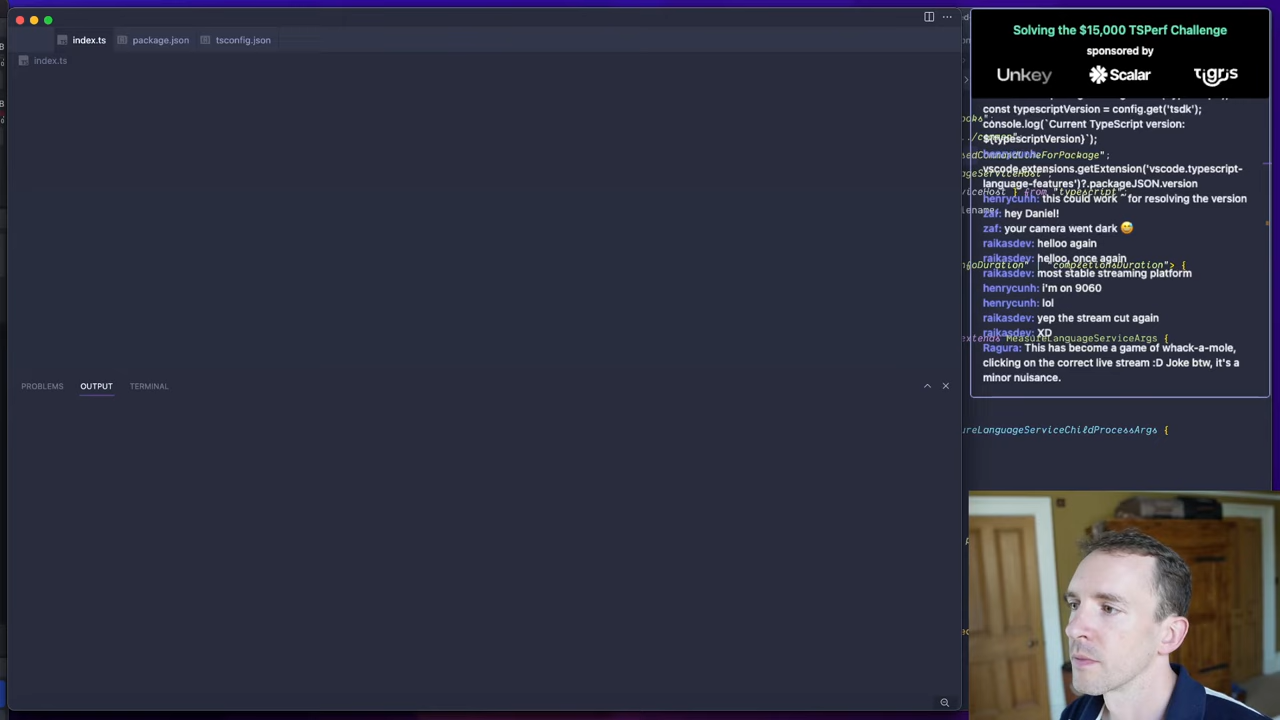 index.ts
package.json
tsconfig.json
index.ts
PROBLEMS
OUTPUT
TERMINAL
Solving the $15,000 TSPerf Challenge
sponsored by
Unkey
Scalar
tigris
const typescriptVersion = config.get('tsdk');
console.log(`Current TypeScript version:
${typescriptVersion}`);
henrycunh:
vscode.extensions.getExtension('vscode.typescript-
language-features')?.packageJSON.version
henrycunh: this could work ^ for resolving the version
zaf: hey Daniel!
zaf: your camera went dark 😅
raikasdev: helloo again
raikasdev: helloo, once again
raikasdev: most stable streaming platform
henrycunh: i'm on 9060
henrycunh: lol
raikasdev: yep the stream cut again
raikasdev: XD
Ragura: This has become a game of whack-a-mole,
clicking on the correct live stream :D Joke btw, it's a
minor nuisance.
"completionsDuration"> {
extends MeasureLanguageServiceArgs {
ureLanguageServiceChildProcessArgs {